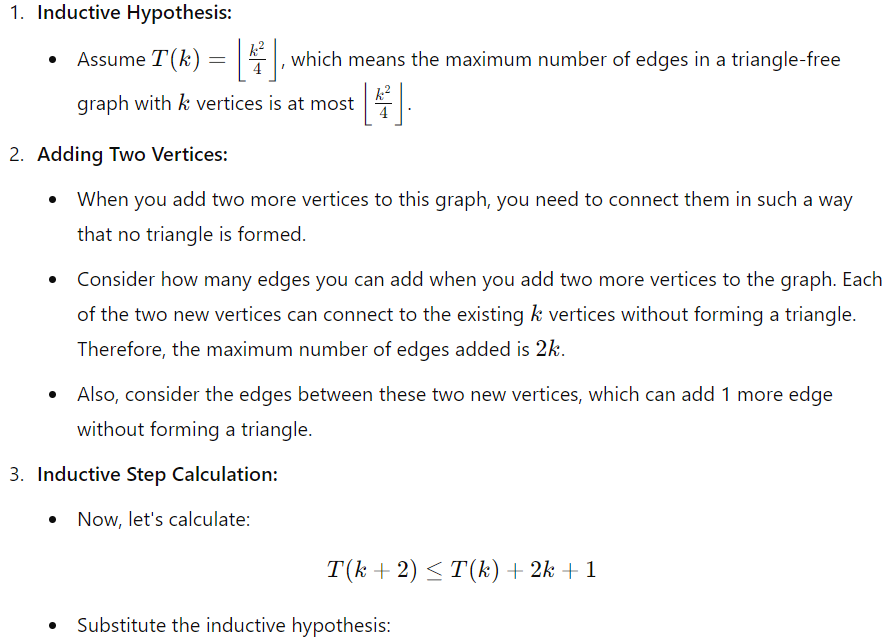 1. Inductive Hypothesis:
• Assume T(k) = ⌊k²/4⌋, which means the maximum number of edges in a triangle-free
graph with k vertices is at most ⌊k²/4⌋.
2. Adding Two Vertices:
• When you add two more vertices to this graph, you need to connect them in such a way
that no triangle is formed.
• Consider how many edges you can add when you add two more vertices to the graph. Each
of the two new vertices can connect to the existing k vertices without forming a triangle.
Therefore, the maximum number of edges added is 2k.
• Also, consider the edges between these two new vertices, which can add 1 more edge
without forming a triangle.
3. Inductive Step Calculation:
• Now, let's calculate:
T(k + 2) ≤ T(k) + 2k + 1
• Substitute the inductive hypothesis: